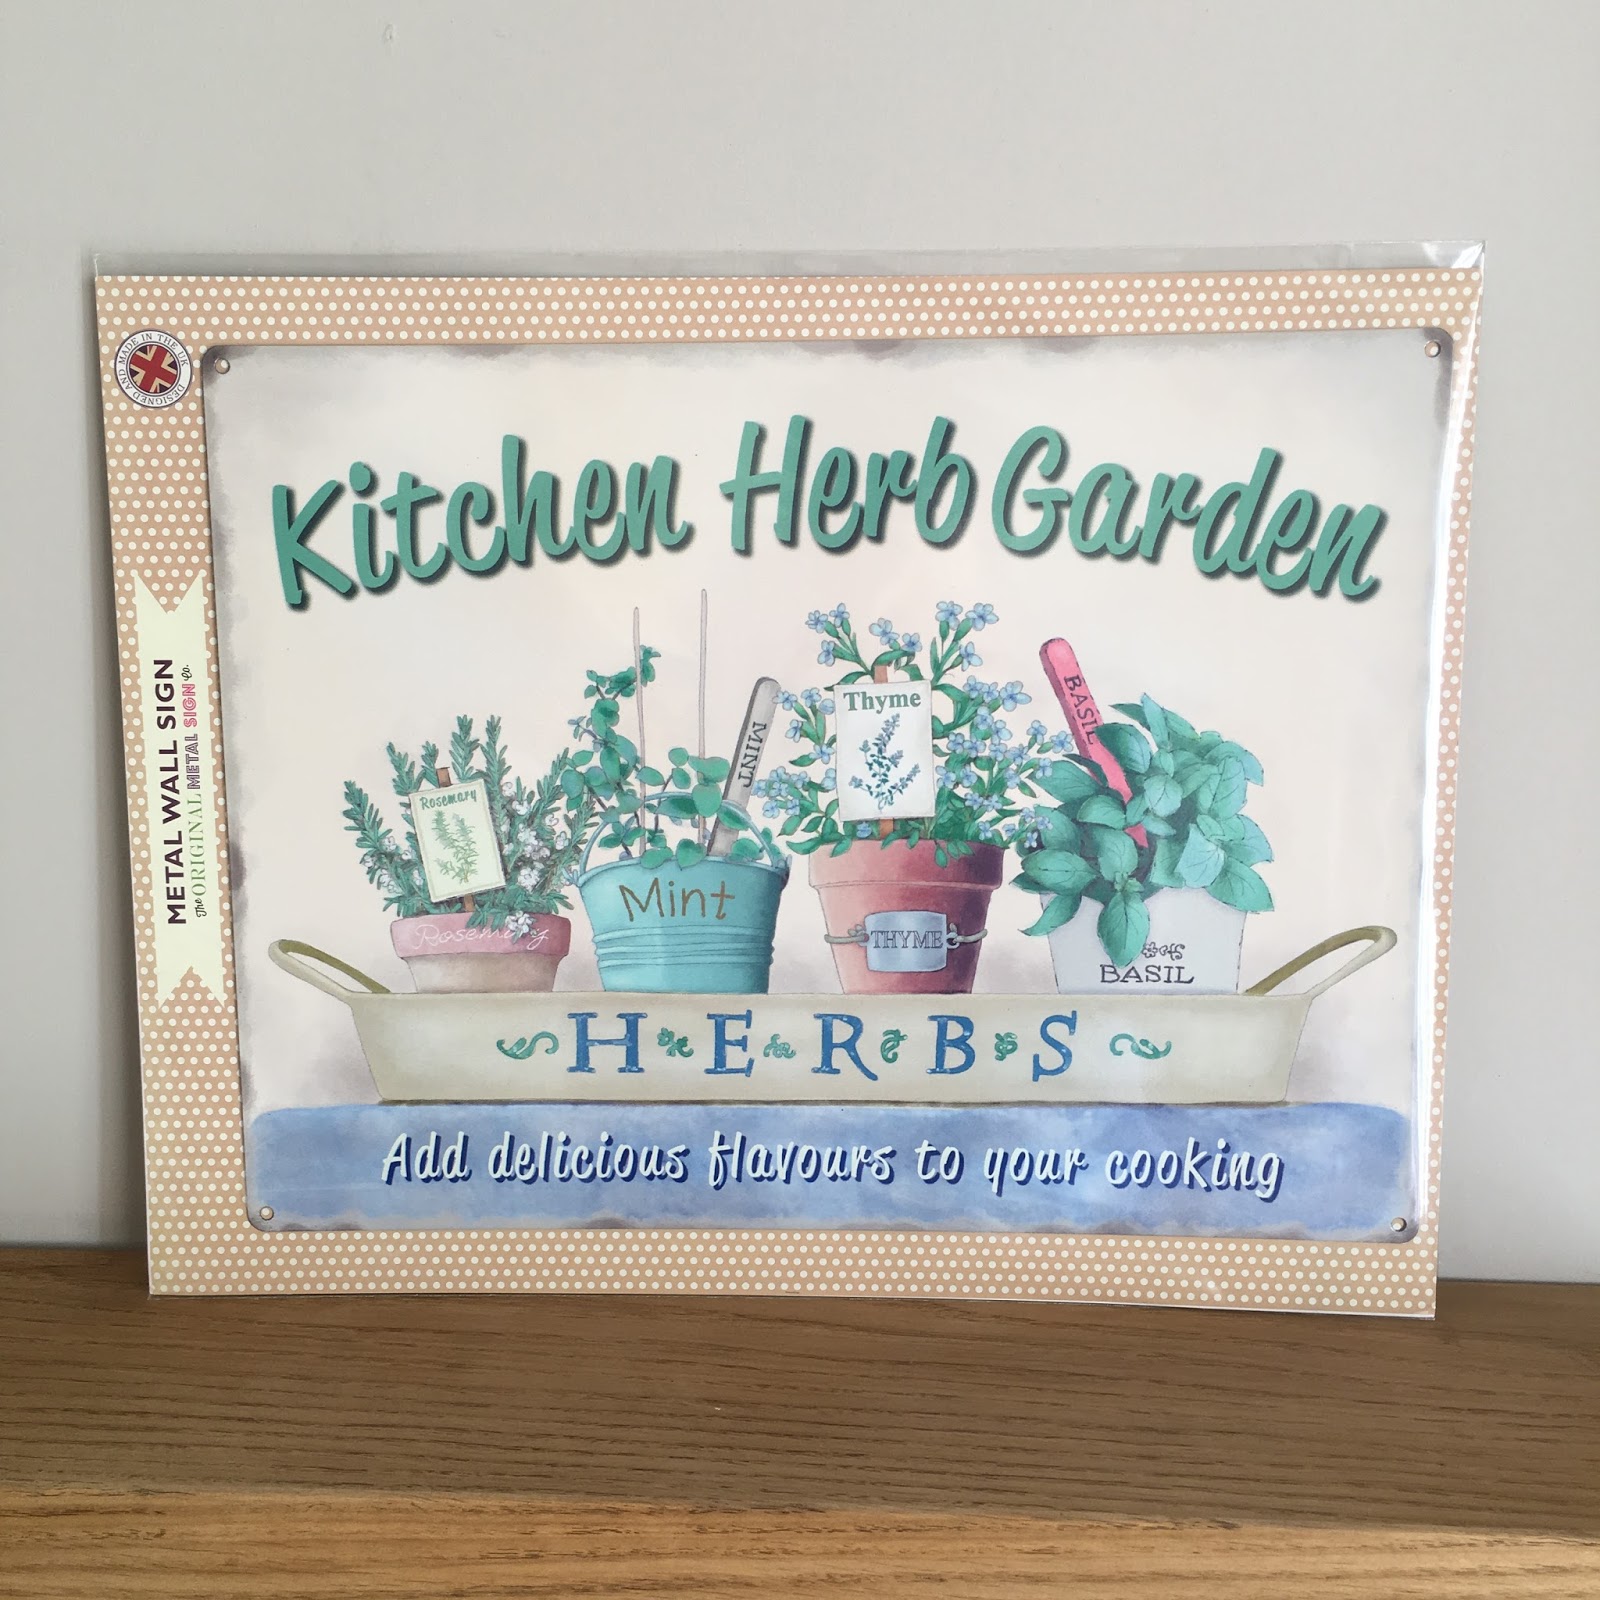 DESIGNED AND MADE IN THE UK
METAL WALL SIGN
The ORIGINAL METAL SIGN Co.
Kitchen Herb Garden
Rosemary
MINT
Thyme
BASIL
Rosemary
Mint
THYME
BASIL
HERBS
Add delicious flavours to your cooking